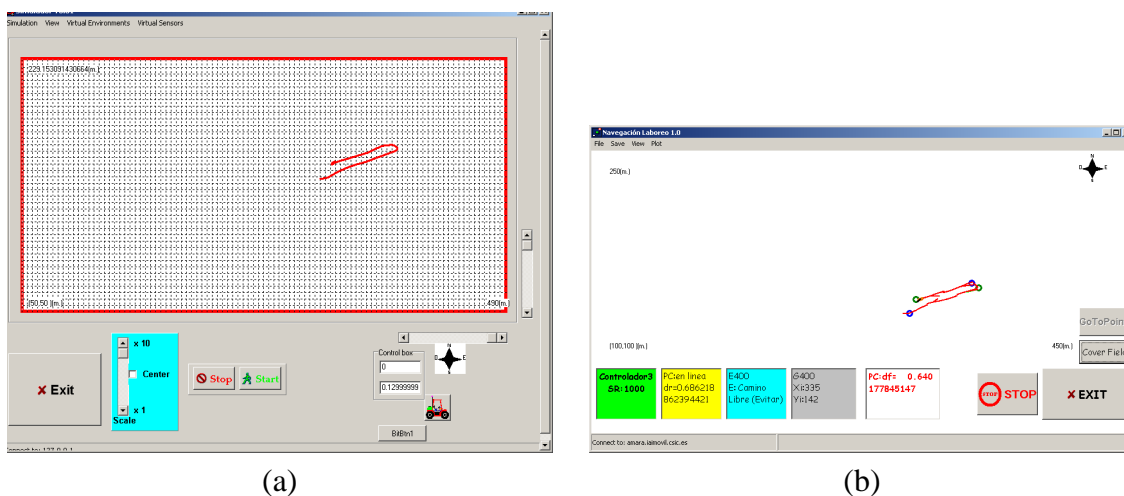 Simulation View Virtual Environments Virtual Sensors
229,153091430664(m.)
(50,50 )(m.)
490(m.)
x 10
Center
x 1
Scale
Exit
Stop
Start
Control box
0
0.12999999
E
BitBtn1
(a)
Navegación Laboreo 1.0
File Save View Plot
250(m.)
N
E
(100,100 )(m.)
450(m.)
GoToPoin
Cover Fiel
Controlador3
SR:1000
PC:en linea
dr=0.686218
862394421
E400
E: Camino
Libre (Evitar)
G400
Xi:335
Yi:142
PC:df= 0.640
177845147
STOP
STOP
EXIT
Connect to: amara.iaimovil.csic.es
(b)